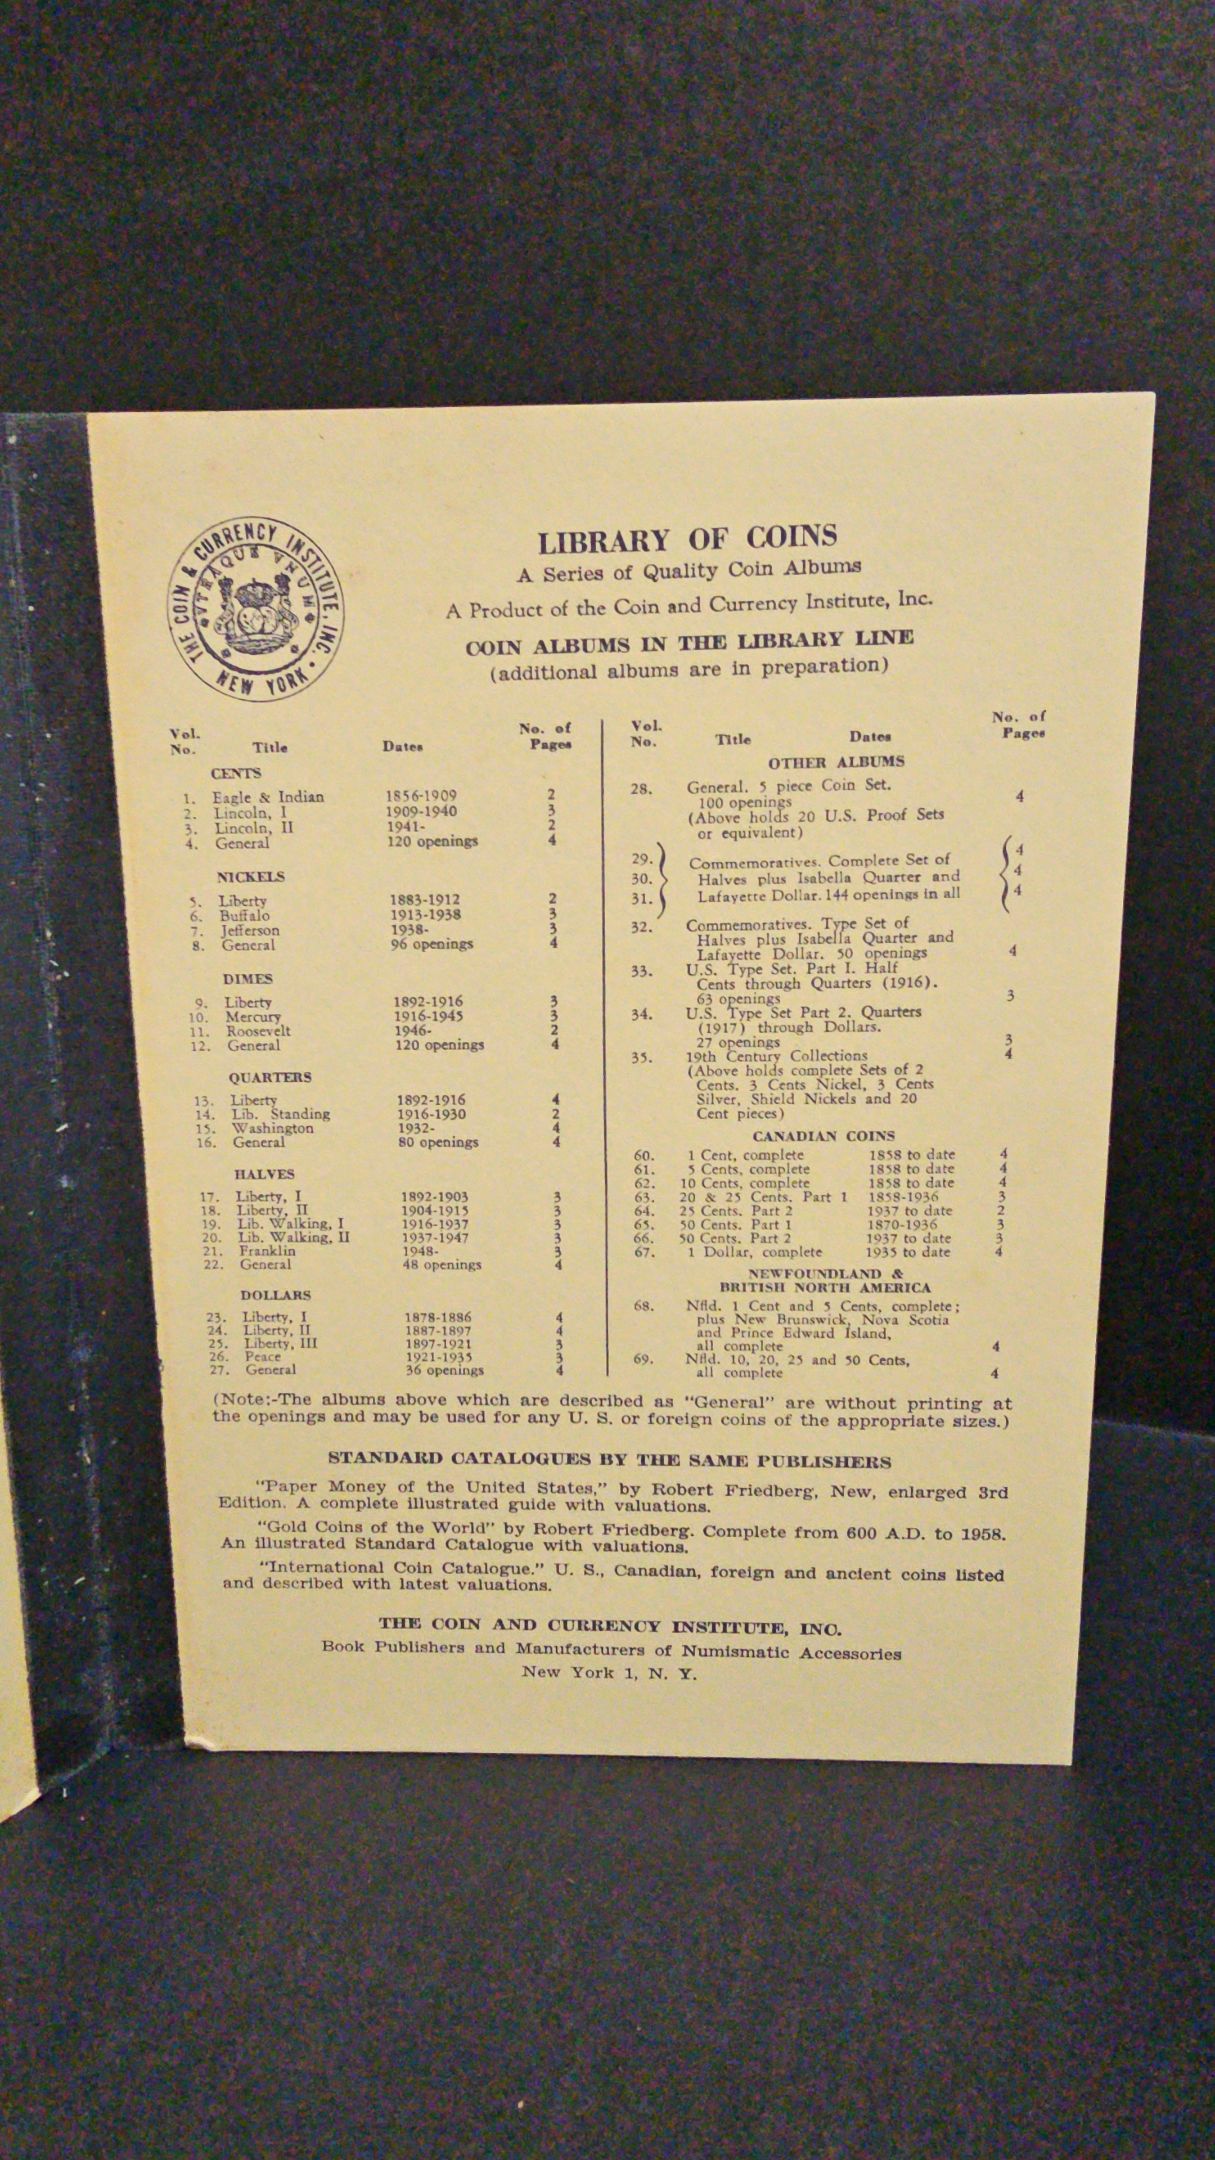 THE COIN & CURRENCY INSTITUTE, INC. • NEW YORK •
UTRAQUE UNUM
LIBRARY OF COINS
A Series of Quality Coin Albums
A Product of the Coin and Currency Institute, Inc.
COIN ALBUMS IN THE LIBRARY LINE
(additional albums are in preparation)
Vol. No. Title Dates No. of Pages
CENTS
1. Eagle & Indian 1856-1909 2
2. Lincoln, I 1909-1940 3
3. Lincoln, II 1941- 2
4. General 120 openings 4
NICKELS
5. Liberty 1883-1912 2
6. Buffalo 1913-1938 3
7. Jefferson 1938- 3
8. General 96 openings 4
DIMES
9. Liberty 1892-1916 3
10. Mercury 1916-1945 3
11. Roosevelt 1946- 2
12. General 120 openings 4
QUARTERS
13. Liberty 1892-1916 4
14. Lib. Standing 1916-1930 2
15. Washington 1932- 4
16. General 80 openings 4
HALVES
17. Liberty, I 1892-1903 3
18. Liberty, II 1904-1915 3
19. Lib. Walking, I 1916-1937 3
20. Lib. Walking, II 1937-1947 3
21. Franklin 1948- 3
22. General 48 openings 4
DOLLARS
23. Liberty, I 1878-1886 4
24. Liberty, II 1887-1897 4
25. Liberty, III 1897-1921 3
26. Peace 1921-1935 3
27. General 36 openings 4
Vol. No. Title Dates No. of Pages
OTHER ALBUMS
28. General. 5 piece Coin Set.
100 openings 4
(Above holds 20 U.S. Proof Sets
or equivalent)
29. Commemoratives. Complete Set of 4
30. Halves plus Isabella Quarter and 4
31. Lafayette Dollar. 144 openings in all 4
32. Commemoratives. Type Set of
Halves plus Isabella Quarter and
Lafayette Dollar. 50 openings 4
33. U.S. Type Set. Part I. Half
Cents through Quarters (1916).
63 openings 3
34. U.S. Type Set Part 2. Quarters
(1917) through Dollars.
27 openings 3
35. 19th Century Collections 4
(Above holds complete Sets of 2
Cents, 3 Cents Nickel, 3 Cents
Silver, Shield Nickels and 20
Cent pieces)
CANADIAN COINS
60. 1 Cent, complete 1858 to date 4
61. 5 Cents, complete 1858 to date 4
62. 10 Cents, complete 1858 to date 4
63. 20 & 25 Cents. Part 1 1858-1936 3
64. 25 Cents. Part 2 1937 to date 2
65. 50 Cents. Part 1 1870-1936 3
66. 50 Cents. Part 2 1937 to date 3
67. 1 Dollar, complete 1935 to date 4
NEWFOUNDLAND &
BRITISH NORTH AMERICA
68. Nfld. 1 Cent and 5 Cents, complete;
plus New Brunswick, Nova Scotia
and Prince Edward Island,
all complete 4
69. Nfld. 10, 20, 25 and 50 Cents,
all complete 4
(Note:-The albums above which are described as "General" are without printing at
the openings and may be used for any U. S. or foreign coins of the appropriate sizes.)
STANDARD CATALOGUES BY THE SAME PUBLISHERS
"Paper Money of the United States," by Robert Friedberg, New, enlarged 3rd
Edition. A complete illustrated guide with valuations.
"Gold Coins of the World" by Robert Friedberg. Complete from 600 A.D. to 1958.
An illustrated Standard Catalogue with valuations.
"International Coin Catalogue." U. S., Canadian, foreign and ancient coins listed
and described with latest valuations.
THE COIN AND CURRENCY INSTITUTE, INC.
Book Publishers and Manufacturers of Numismatic Accessories
New York 1, N. Y.